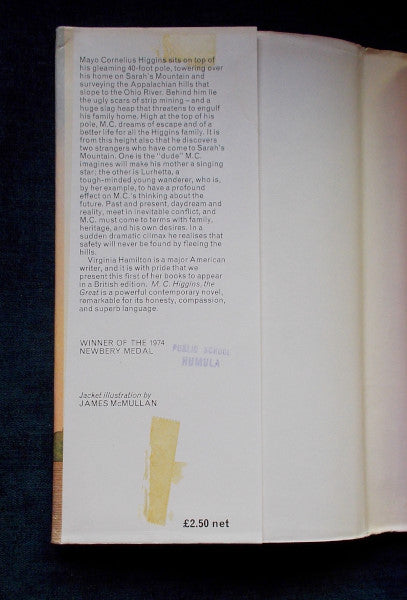 Mayo Cornelius Higgins sits on top of
his gleaming 40-foot pole, towering over
his home on Sarah's Mountain and
surveying the Appalachian hills that
slope to the Ohio River. Behind him lie
the ugly scars of strip mining – and a
huge slag heap that threatens to engulf
his family home. High at the top of his
pole, M.C. dreams of escape and of a
better life for all the Higgins family. It is
from this height also that he discovers
two strangers who have come to Sarah's
Mountain. One is the "dude" M.C.
imagines will make his mother a singing
star; the other is Lurhetta, a
tough-minded young wanderer, who is,
by her example, to have a profound
effect on M.C.'s thinking about the
future. Past and present, daydream and
reality, meet in inevitable conflict, and
M.C. must come to terms with family,
heritage, and his own desires. In a
sudden dramatic climax he realises that
safety will never be found by fleeing the
hills.
Virginia Hamilton is a major American
writer, and it is with pride that we
present this first of her books to appear
in a British edition. M. C. Higgins, the
Great is a powerful contemporary novel,
remarkable for its honesty, compassion,
and superb language.
WINNER OF THE 1974
NEWBERY MEDAL
PUBLIC SCHOOL
HUMULA
Jacket illustration by
JAMES McMULLAN
£2.50 net